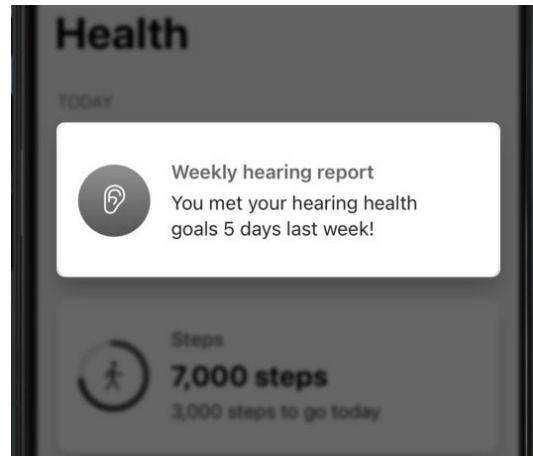 Health
TODAY
Weekly hearing report
You met your hearing health
goals 5 days last week!
Steps
7,000 steps
3,000 steps to go today